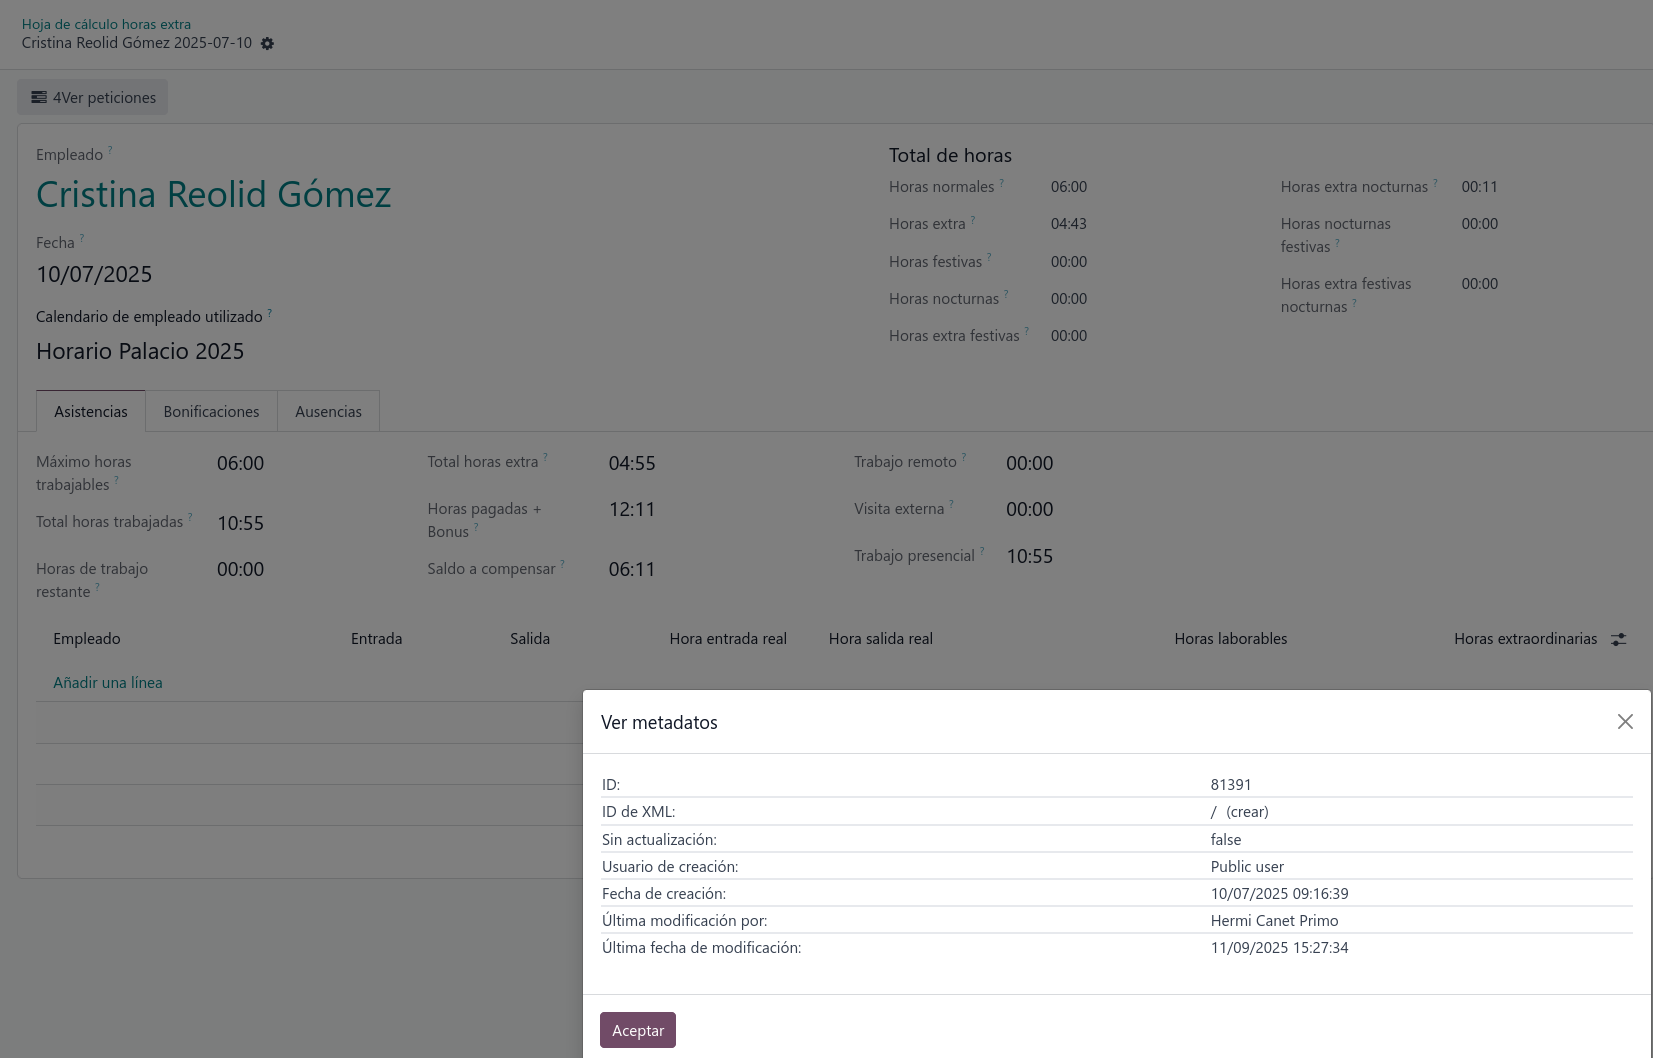 Hoja de cálculo horas extra
Cristina Reolid Gómez 2025-07-10
4Ver peticiones
Empleado ?
Cristina Reolid Gómez
Fecha ?
10/07/2025
Calendario de empleado utilizado ?
Horario Palacio 2025
Total de horas
Horas normales ? 06:00
Horas extra ? 04:43
Horas festivas ? 00:00
Horas nocturnas ? 00:00
Horas extra festivas ? 00:00
Horas extra nocturnas ? 00:11
Horas nocturnas 00:00
festivas ?
Horas extra festivas 00:00
nocturnas ?
Asistencias Bonificaciones Ausencias
Máximo horas 06:00
trabajables ?
Total horas trabajadas ? 10:55
Horas de trabajo 00:00
restante ?
Total horas extra ? 04:55
Horas pagadas + 12:11
Bonus ?
Saldo a compensar ? 06:11
Trabajo remoto ? 00:00
Visita externa ? 00:00
Trabajo presencial ? 10:55
Empleado Entrada Salida Hora entrada real Hora salida real Horas laborables Horas extraordinarias
Añadir una línea
Ver metadatos
ID: 81391
ID de XML: / (crear)
Sin actualización: false
Usuario de creación: Public user
Fecha de creación: 10/07/2025 09:16:39
Última modificación por: Hermi Canet Primo
Última fecha de modificación: 11/09/2025 15:27:34
Aceptar